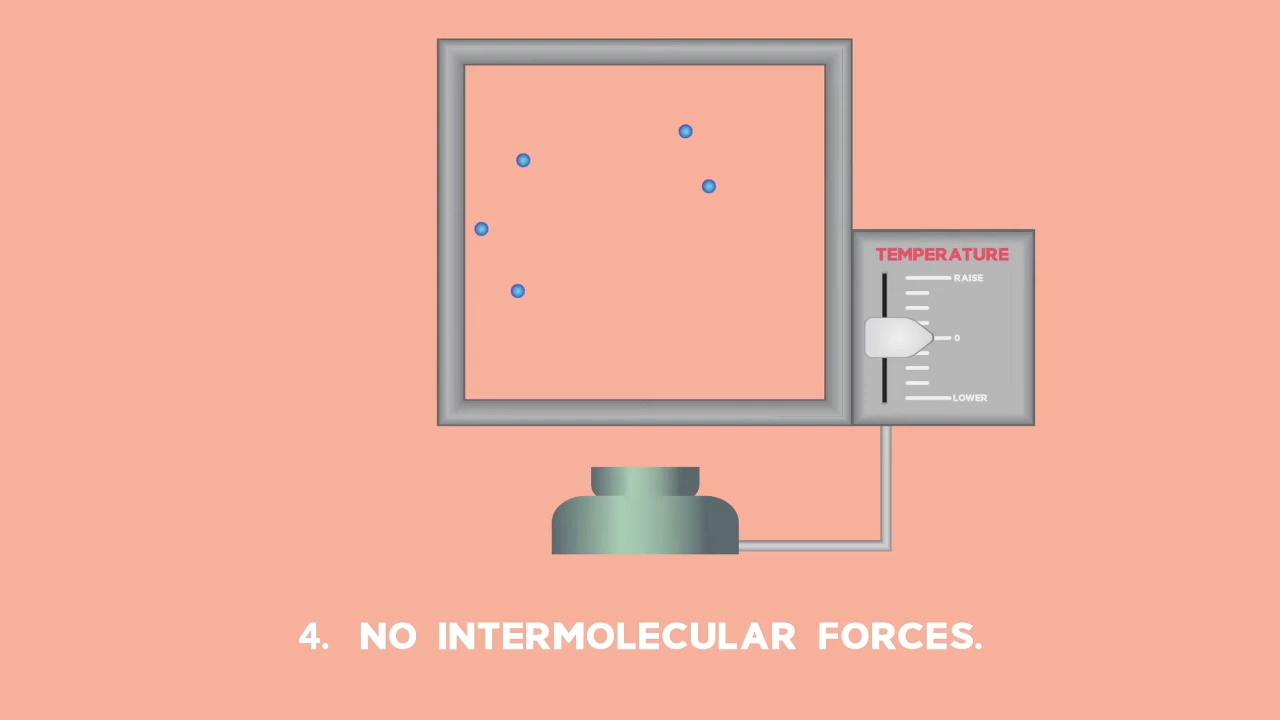 TEMPERATURE
RAISE
0
LOWER
4. NO INTERMOLECULAR FORCES.